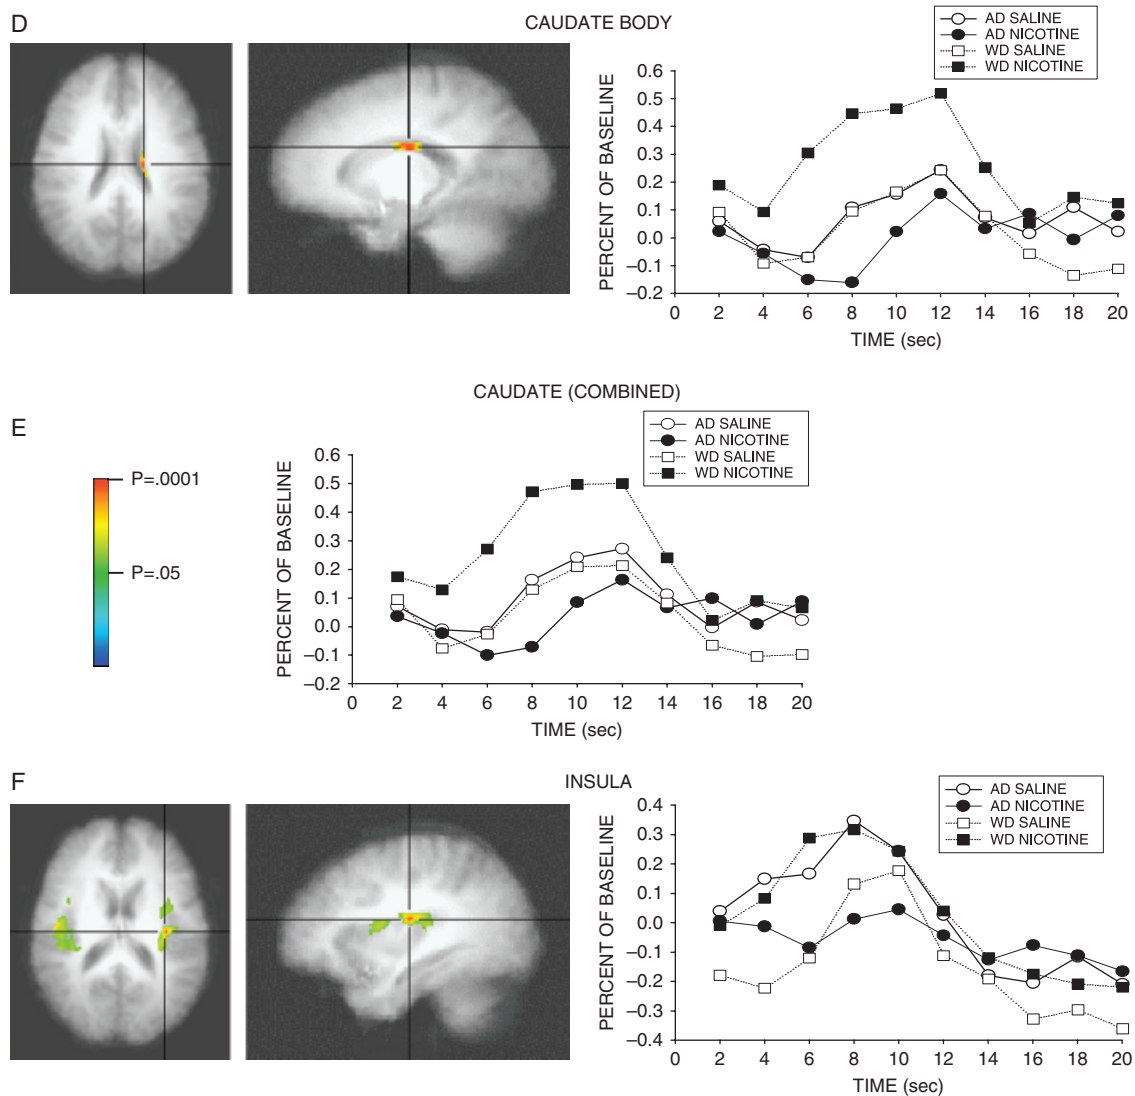 D
CAUDATE BODY
AD SALINE
AD NICOTINE
WD SALINE
WD NICOTINE
PERCENT OF BASELINE
0.6
0.5
0.4
0.3
0.2
0.1
0.0
–0.1
–0.2
0 2 4 6 8 10 12 14 16 18 20
TIME (sec)
CAUDATE (COMBINED)
E
P=.0001
P=.05
AD SALINE
AD NICOTINE
WD SALINE
WD NICOTINE
PERCENT OF BASELINE
0.6
0.5
0.4
0.3
0.2
0.1
0.0
–0.1
–0.2
0 2 4 6 8 10 12 14 16 18 20
TIME (sec)
F
INSULA
AD SALINE
AD NICOTINE
WD SALINE
WD NICOTINE
PERCENT OF BASELINE
0.4
0.3
0.2
0.1
0.0
–0.1
–0.2
–0.3
–0.4
0 2 4 6 8 10 12 14 16 18 20
TIME (sec)